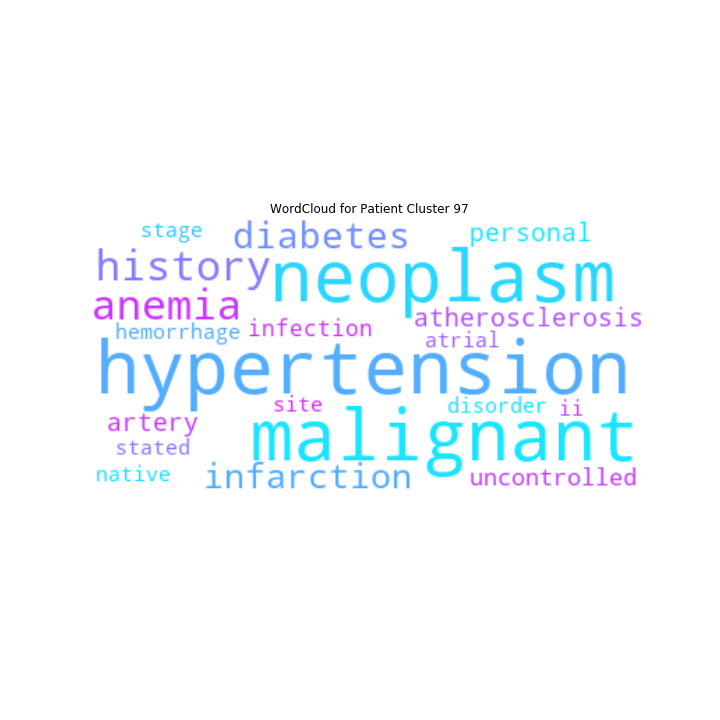 WordCloud for Patient Cluster 97
stage
diabetes
personal
history
neoplasm
anemia
atherosclerosis
hemorrhage
infection
atrial
hypertension
site
disorder
ii
artery
malignant
stated
native
infarction
uncontrolled